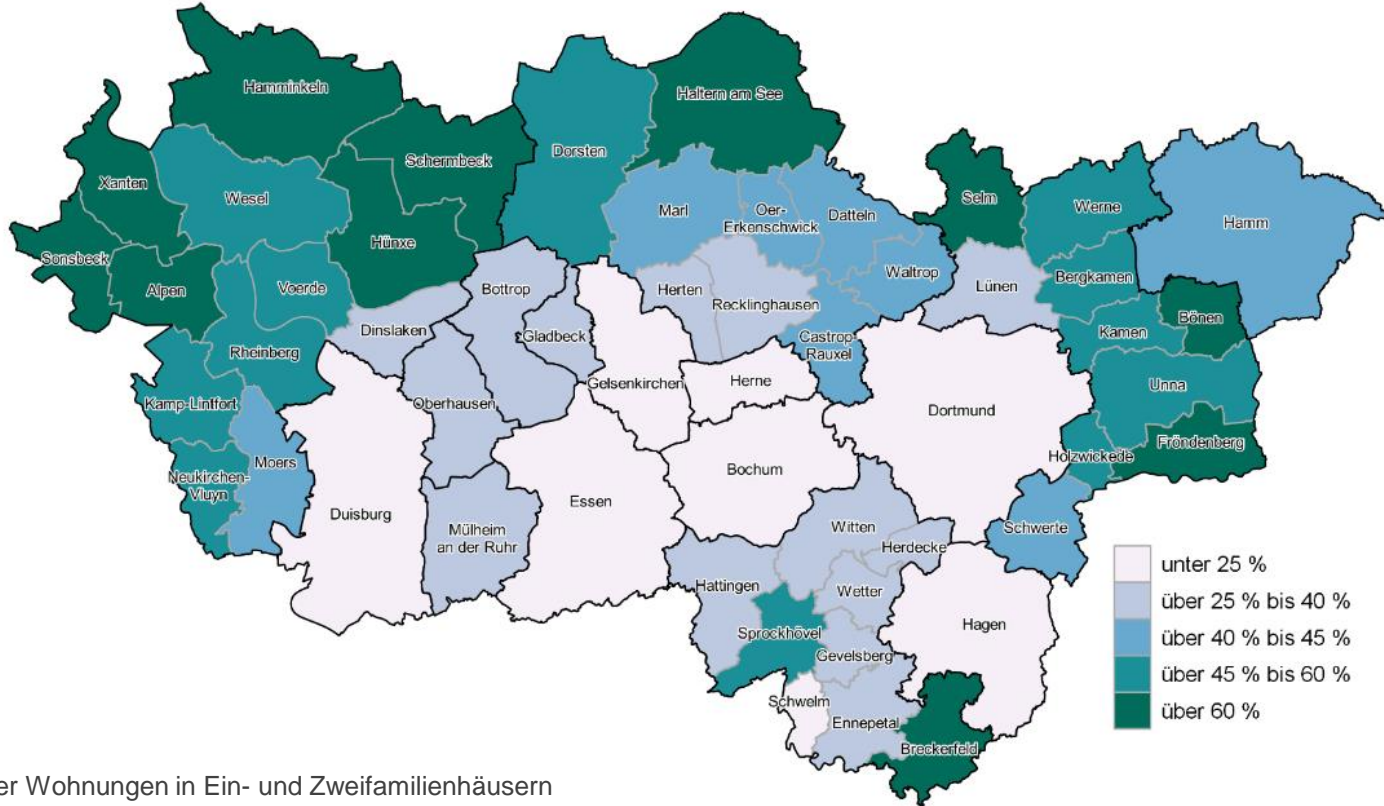 Hamminkeln
Haltern am See
Schermbeck
Dorsten
Xanten
Wesel
Selm
Werne
Marl
Oer-
Erkenschwick
Datteln
Hamm
Hünxe
Sonsbeck
Alpen
Voerde
Bottrop
Herten
Recklinghausen
Waltrop
Lünen
Bergkamen
Bönen
Dinslaken
Gladbeck
Castrop-
Rauxel
Kamen
Rheinberg
Gelsenkirchen
Herne
Unna
Kamp-Lintfort
Oberhausen
Dortmund
Fröndenberg
Holzwickede
Moers
Neukirchen-
Vluyn
Bochum
Essen
Duisburg
Mülheim
an der Ruhr
Witten
Schwerte
Herdecke
Hattingen
Wetter
Sprockhövel
Hagen
Gevelsberg
Schwelm
Ennepetal
Breckerfeld
unter 25 %
über 25 % bis 40 %
über 40 % bis 45 %
über 45 % bis 60 %
über 60 %
er Wohnungen in Ein- und Zweifamilienhäusern